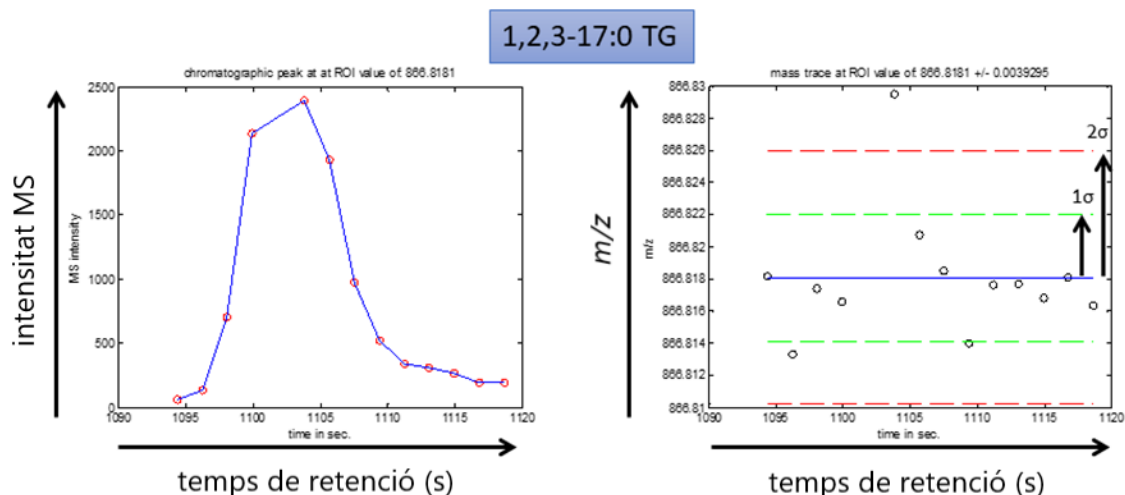 1,2,3-17:0 TG
chromatographic peak at at ROI value of: 866.8181
intensitat MS
MS intensity
2500
2000
1500
1000
500
0
1090
1095
1100
1105
1110
1115
1120
time in sec.
temps de retenció (s)
mass trace at ROI value of: 866.8181 +/- 0.0039295
m/z
m/z
866.83
866.828
866.826
866.824
866.822
866.82
866.818
866.816
866.814
866.812
866.81
2σ
1σ
1090
1095
1100
1105
1110
1115
1120
time in sec.
temps de retenció (s)